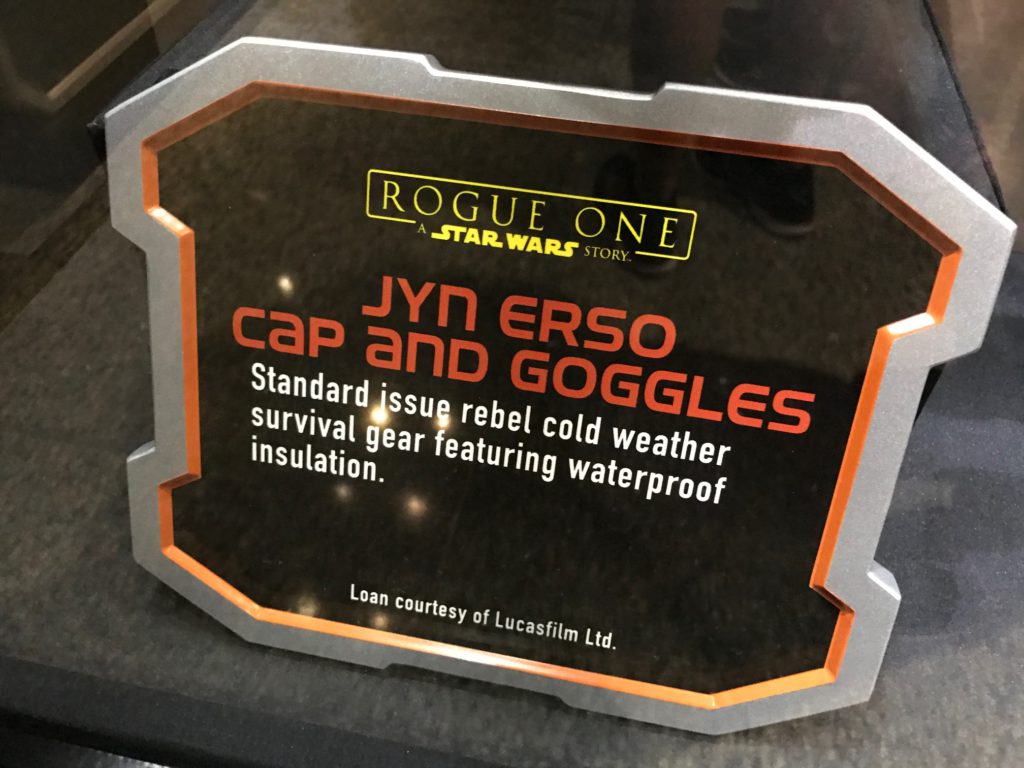 ROGUE ONE
A STAR WARS STORY.
JYN ERSO
CAP AND GOGGLES
Standard issue rebel cold weather
survival gear featuring waterproof
insulation.
Loan courtesy of Lucasfilm Ltd.